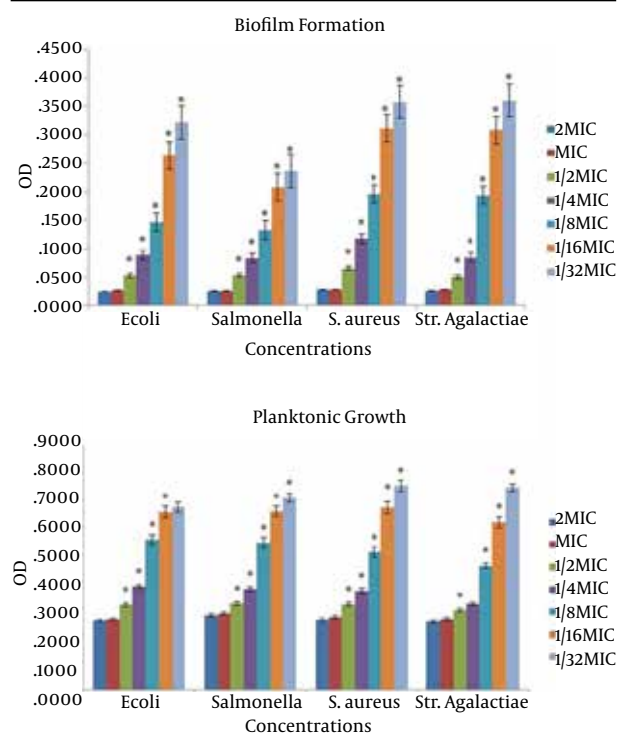 Biofilm Formation
.4500
.4000
.3500
.3000
.2500
.2000
.1500
.1000
.0500
.0000
OD
Ecoli Salmonella S. aureus Str. Agalactiae
Concentrations
2MIC
MIC
1/2MIC
1/4MIC
1/8MIC
1/16MIC
1/32MIC
Planktonic Growth
.9000
.8000
.7000
.6000
.5000
.4000
.3000
.2000
.1000
.0000
OD
Ecoli Salmonella S. aureus Str. Agalactiae
Concentrations
2MIC
MIC
1/2MIC
1/4MIC
1/8MIC
1/16MIC
1/32MIC